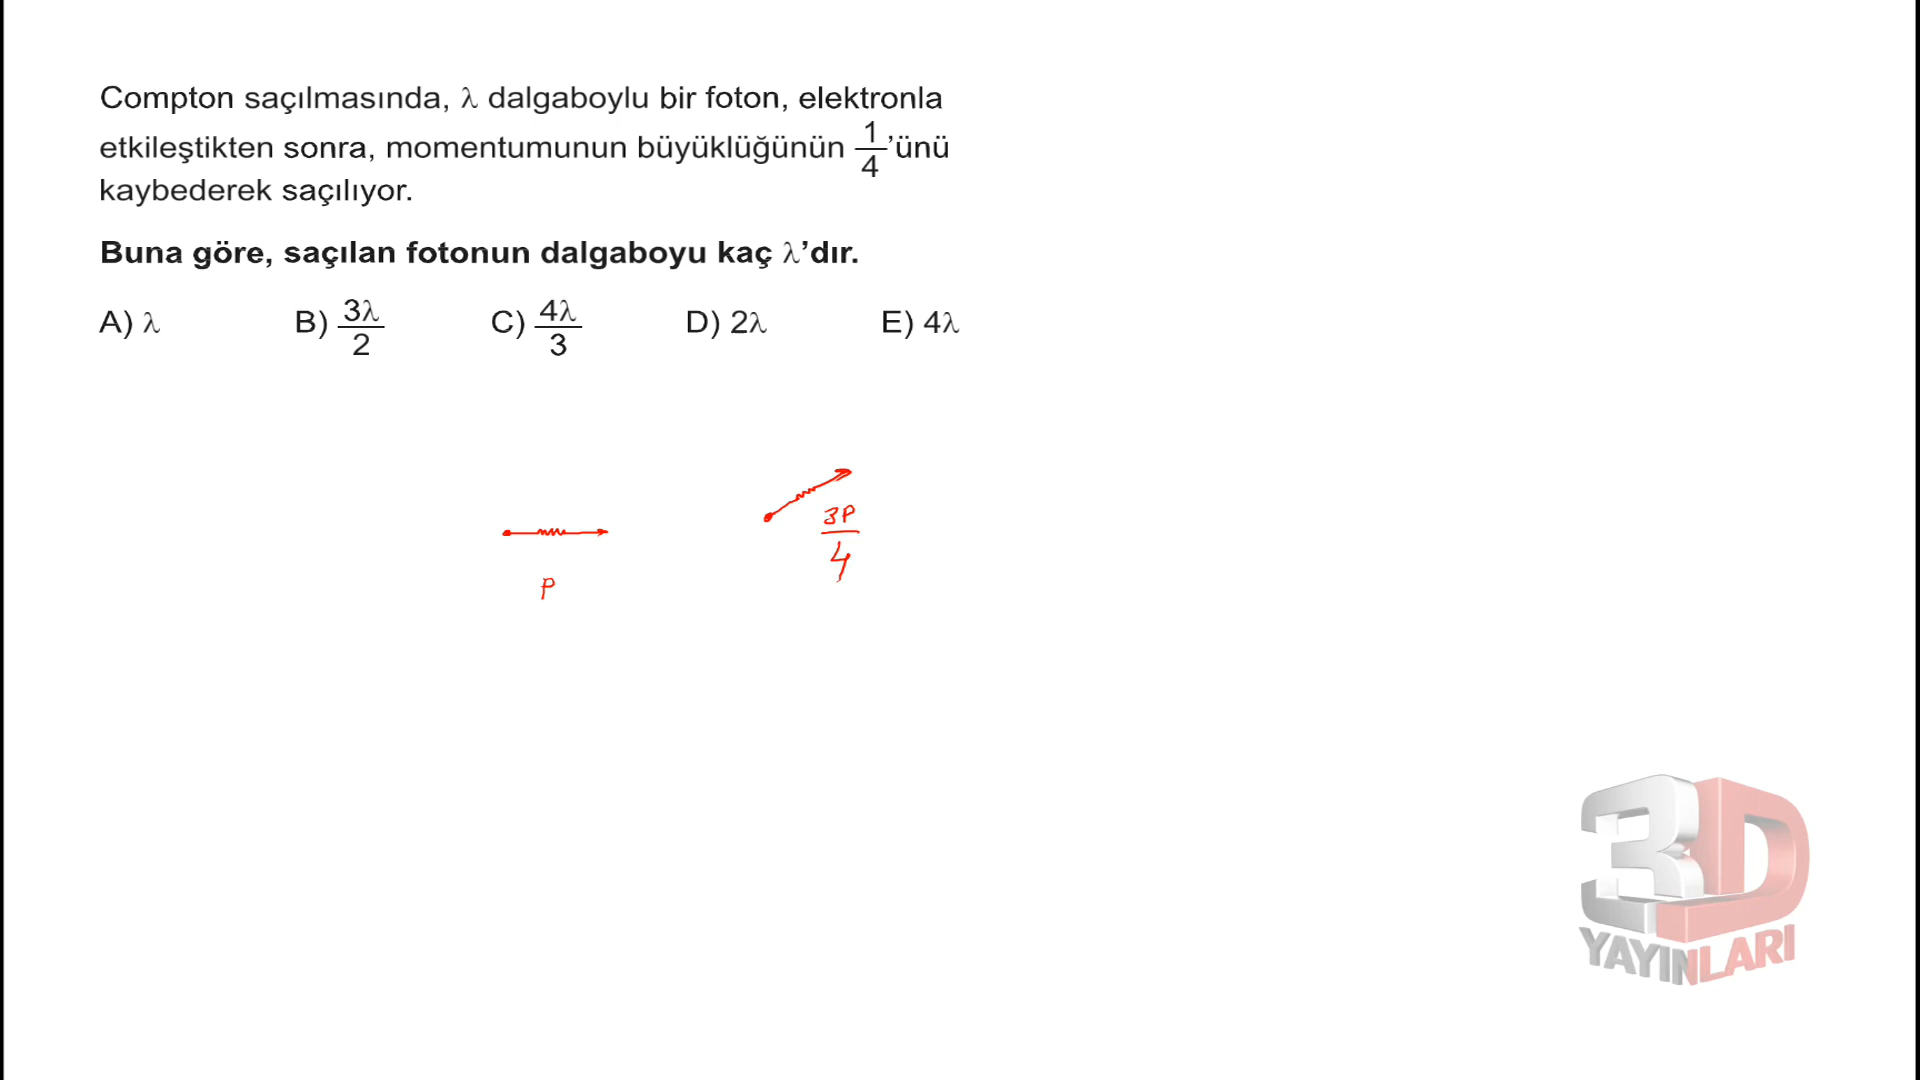 Compton saçılmasında, λ dalgaboylu bir foton, elektronla
etkileştikten sonra, momentumunun büyüklüğünün 1/4'ünü
kaybederek saçılıyor.
Buna göre, saçılan fotonun dalgaboyu kaç λ'dır.
A) λ B) 3λ/2 C) 4λ/3 D) 2λ E) 4λ
P
3P/4
3D
YAYINLARI